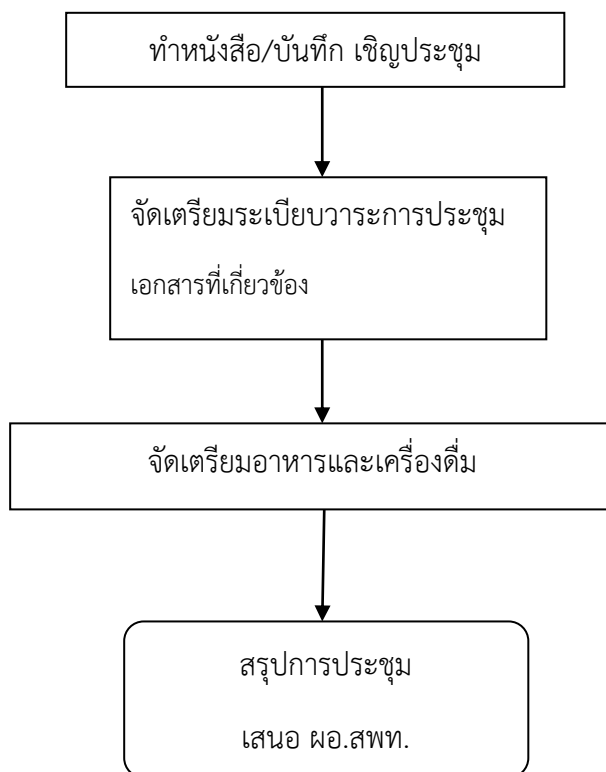 ทำหนังสือ/บันทึก เชิญประชุม
จัดเตรียมระเบียบวาระการประชุม
เอกสารที่เกี่ยวข้อง
จัดเตรียมอาหารและเครื่องดื่ม
สรุปการประชุม
เสนอ ผอ.สพท.